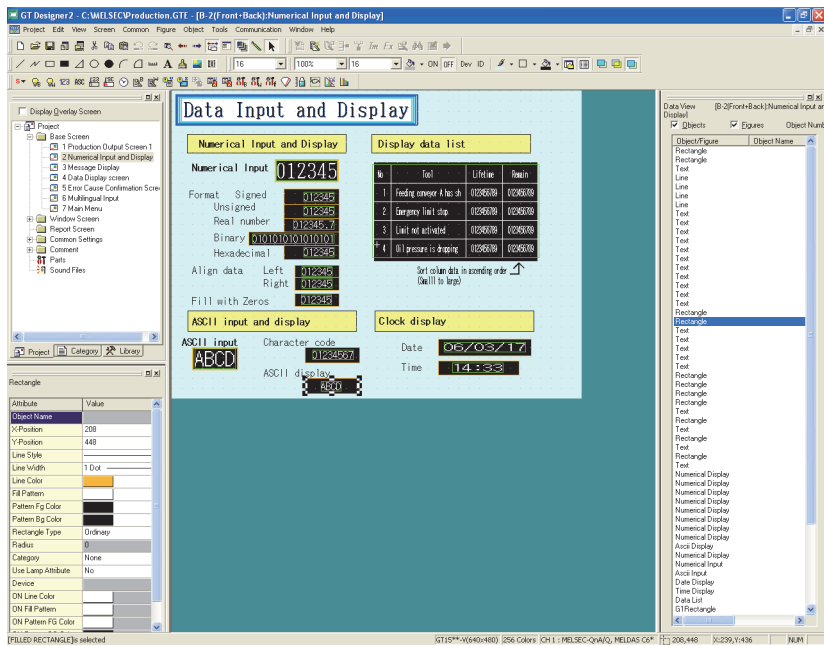 GT Designer2 - C:\MELSEC\Production.GTE - [B-2(Front+Back):Numerical Input and Display]
Project Edit View Screen Common Figure Object Tools Communication Window Help
16 100% 16 ON OFF Dev ID
123 ABC
Display Overlay Screen
Project
Base Screen
1 Production Output Screen 1
2 Numerical Input and Display
3 Message Display
4 Data Display screen
5 Error Cause Confirmation Scree
6 Multilingual Input
7 Main Menu
Window Screen
Report Screen
Common Settings
Comment
Parts
Sound Files
Project Category Library
Rectangle
Attribute Value
Object Name
X-Position 208
Y-Position 448
Line Style
Line Width 1 Dot
Line Color
Fill Pattern
Pattern Fg Color
Pattern Bg Color
Rectangle Type Ordinary
Radius 0
Category None
Use Lamp Attribute No
Device
ON Line Color
ON Fill Pattern
ON Pattern FG Color
Data Input and Display
Numerical Input and Display
Numerical Input 012345
Format Signed 012345
Unsigned 012345
Real number 012345.7
Binary 0101010101010101
Hexadecimal 012345
Align data Left 012345
Right 012345
Fill with Zeros 012345
ASCII input and display
ASCII input
ABCD
Character code
01234567
ASCII display
ABCD
Display data list
No Tool Lifetime Remain
1 Feeding conveyor A has sh 0123456789 0123456789
2 Emergency limit stop 0123456789 0123456789
3 Limit not activated 0123456789 0123456789
4 Oil pressure is dropping 0123456789 0123456789
Sort column data in ascending order
(Smalll to large)
Clock display
Date 06/03/17
Time 14:33
Data View [B-2(Front+Back):Numerical Input ar
Display]
Objects Figures Object Numb
Object/Figure Object Name
Rectangle
Rectangle
Text
Line
Line
Line
Line
Text
Text
Text
Text
Text
Text
Text
Text
Text
Text
Text
Rectangle
Rectangle
Text
Text
Text
Text
Text
Rectangle
Rectangle
Rectangle
Rectangle
Text
Rectangle
Text
Rectangle
Text
Rectangle
Text
Numerical Display
Numerical Display
Numerical Display
Numerical Display
Numerical Display
Numerical Display
Numerical Display
Numerical Display
Ascii Display
Numerical Display
Numerical Input
Ascii Input
Date Display
Time Display
Data List
G1Rectangle
[FILLED RECTANGLE]is selected
GT15**-V(640x480) 256 Colors CH 1 : MELSEC-QnA/Q, MELDAS C6* 208,448 X:239,Y:436 NUM